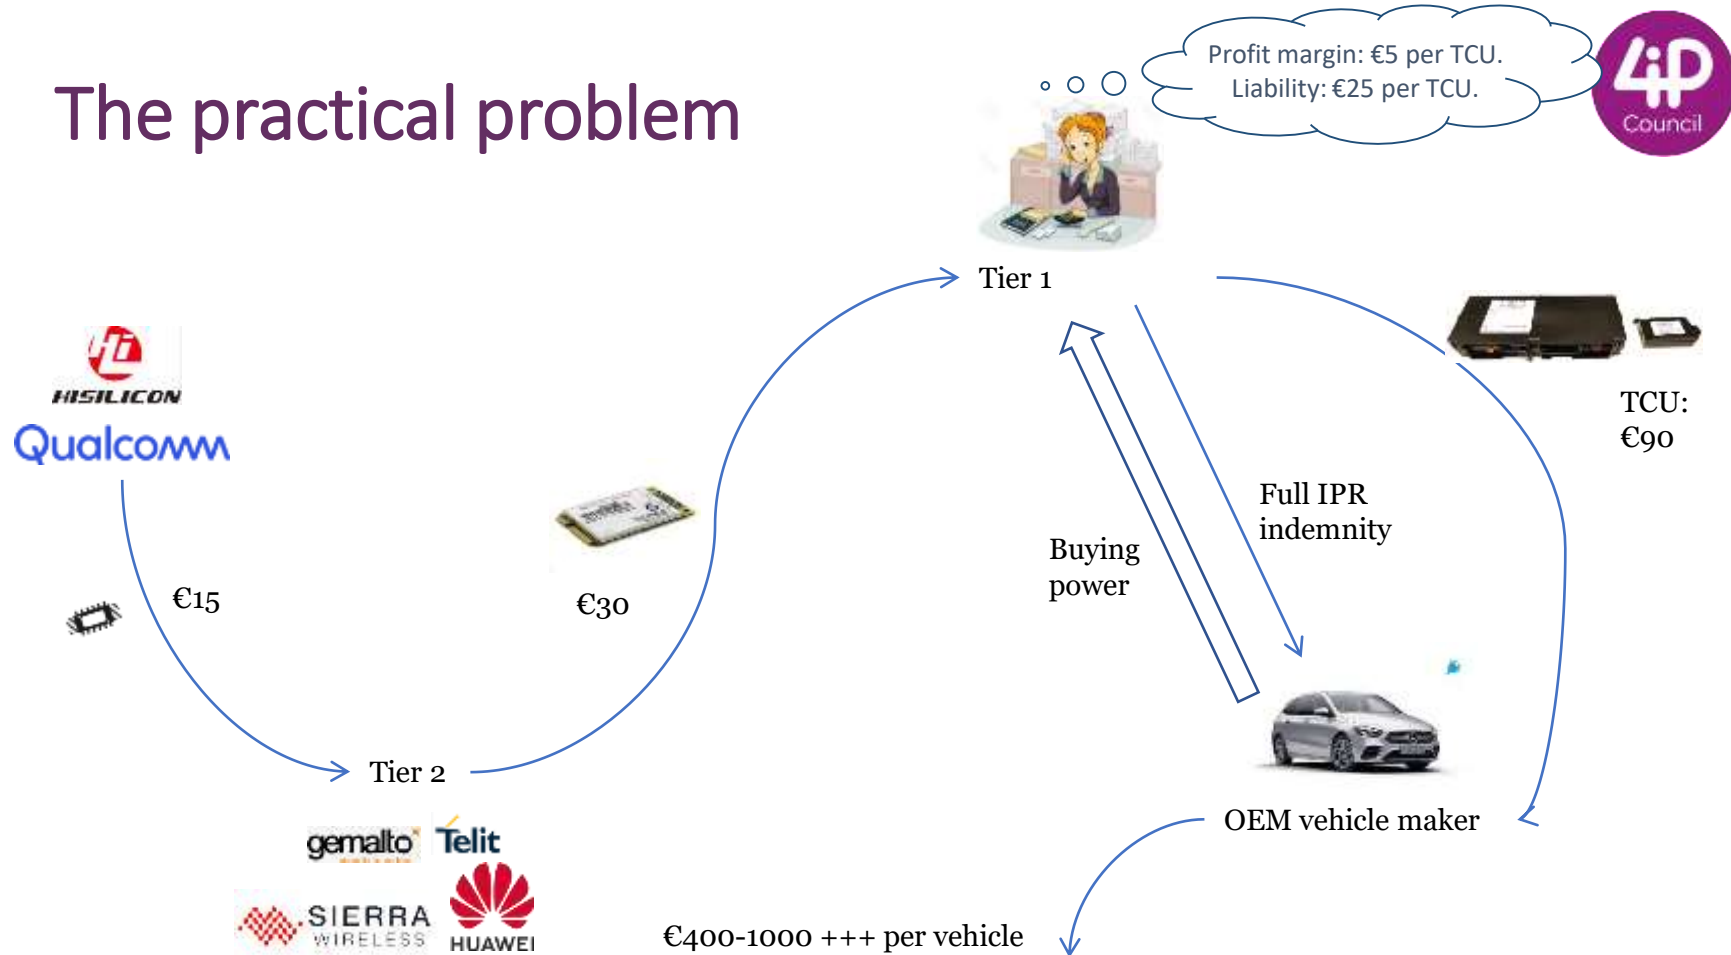 The practical problem
Profit margin: €5 per TCU.
Liability: €25 per TCU.
4iP
Council
Tier 1
HISILICON
Qualcomm
TCU:
€90
Full IPR
indemnity
Buying
power
€15
€30
Tier 2
OEM vehicle maker
gemalto
Telit
SIERRA
WIRELESS
HUAWEI
€400-1000 +++ per vehicle